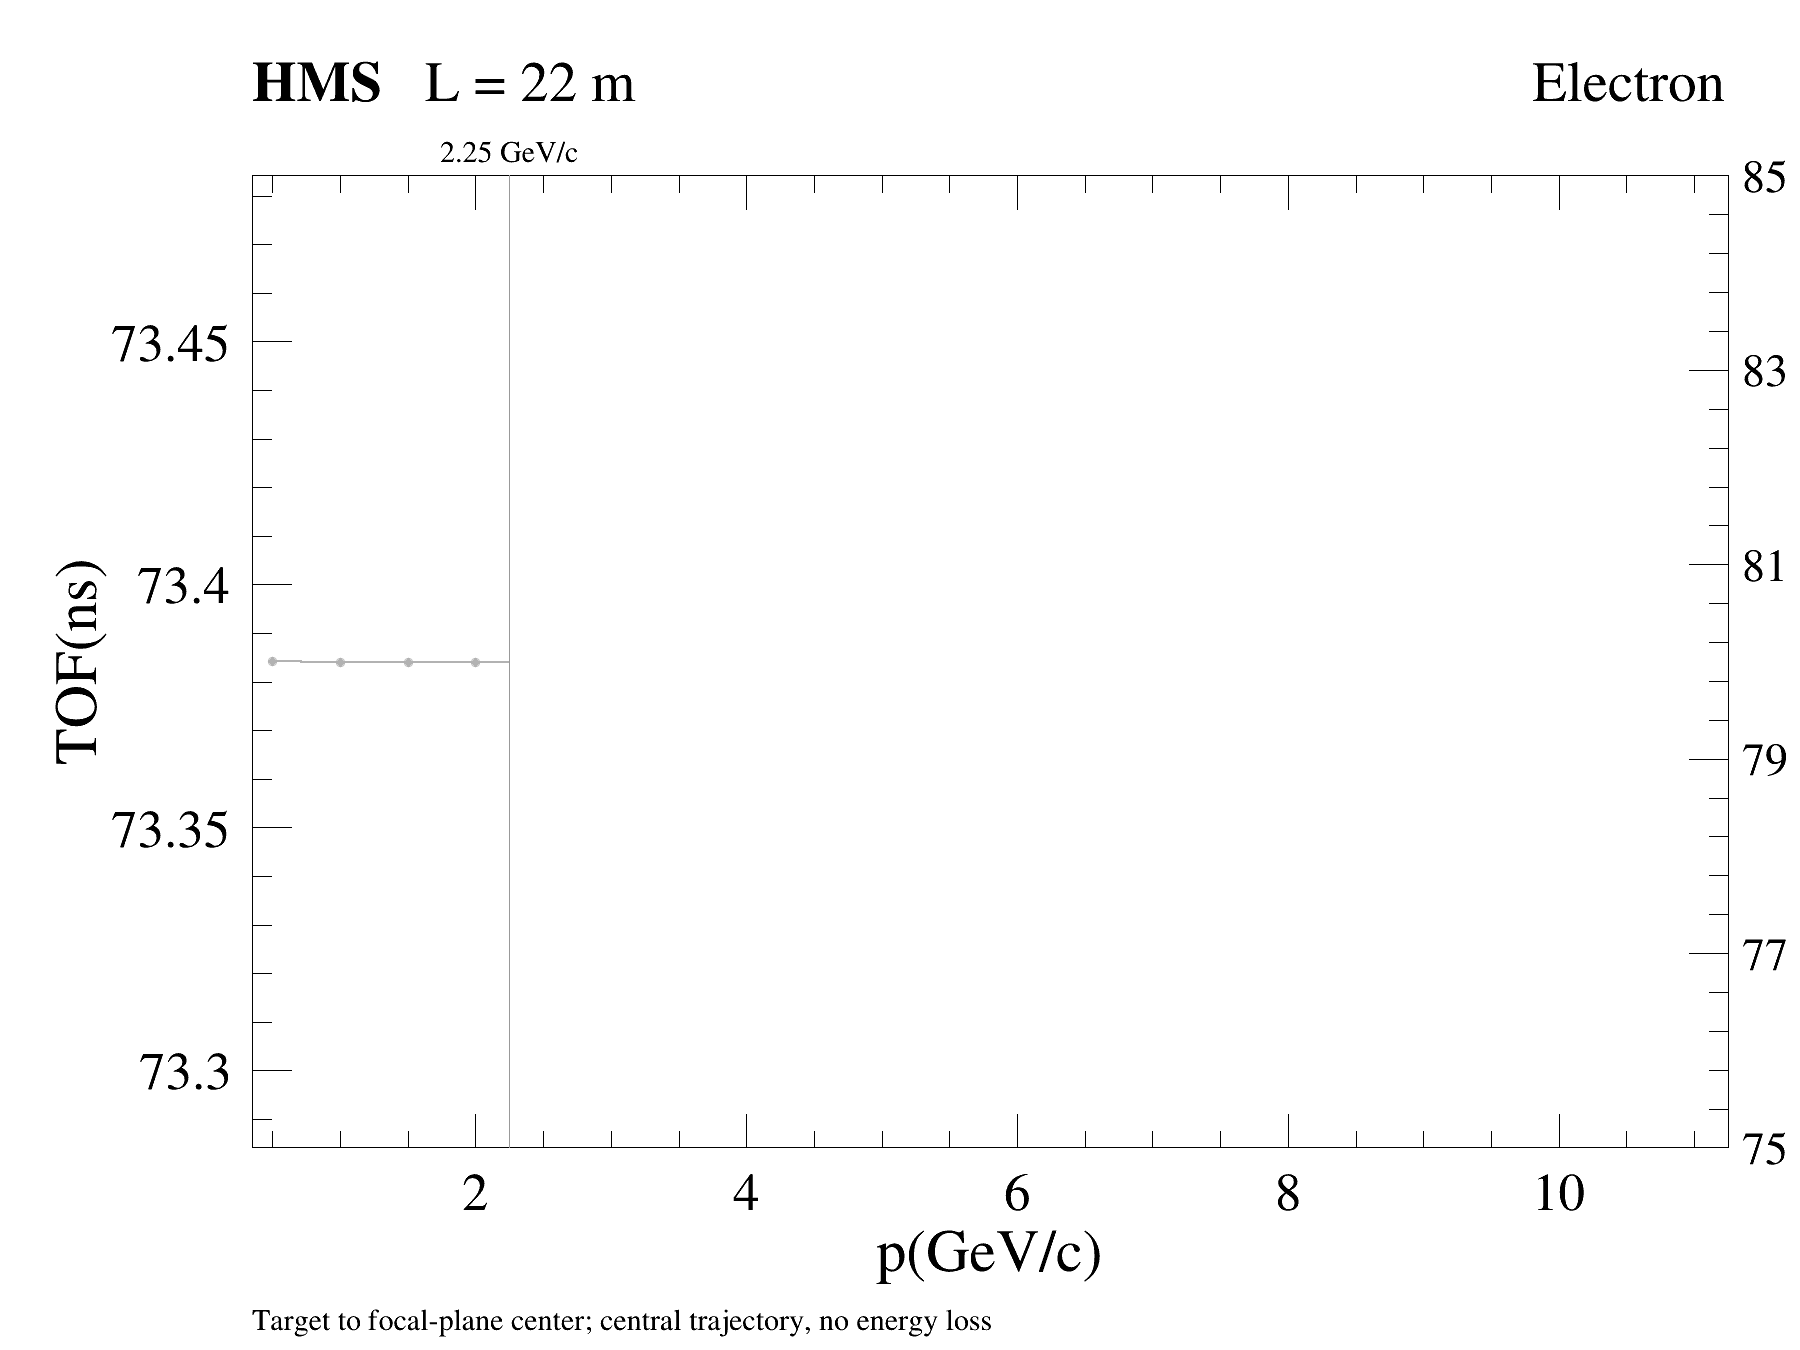 HMS L = 22 m
Electron
2.25 GeV/c
85
83
81
79
77
75
73.45
73.4
73.35
73.3
TOF(ns)
2 4 6 8 10
p(GeV/c)
Target to focal-plane center; central trajectory, no energy loss